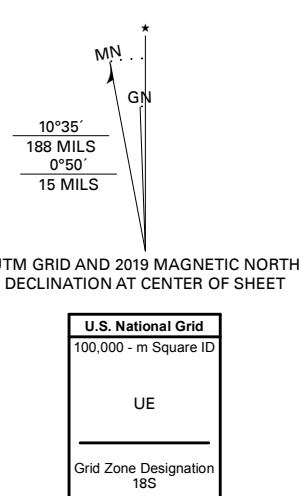 ★
MN
GN
10°35´
188 MILS
0°50´
15 MILS
UTM GRID AND 2019 MAGNETIC NORTH
DECLINATION AT CENTER OF SHEET
U.S. National Grid
100,000 - m Square ID
UE
Grid Zone Designation
18S